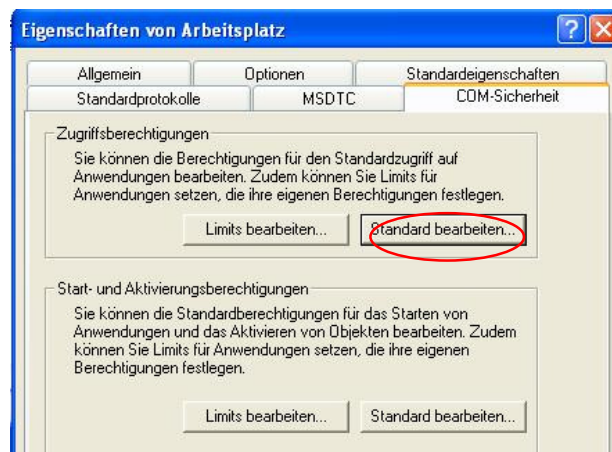 Eigenschaften von Arbeitsplatz
Allgemein Optionen Standardeigenschaften
Standardprotokolle MSDTC COM-Sicherheit
Zugriffsberechtigungen
Sie können die Berechtigungen für den Standardzugriff auf
Anwendungen bearbeiten. Zudem können Sie Limits für
Anwendungen setzen, die ihre eigenen Berechtigungen festlegen.
Limits bearbeiten... Standard bearbeiten...
Start- und Aktivierungsberechtigungen
Sie können die Standardberechtigungen für das Starten von
Anwendungen und das Aktivieren von Objekten bearbeiten. Zudem
können Sie Limits für Anwendungen setzen, die ihre eigenen
Berechtigungen festlegen.
Limits bearbeiten... Standard bearbeiten...